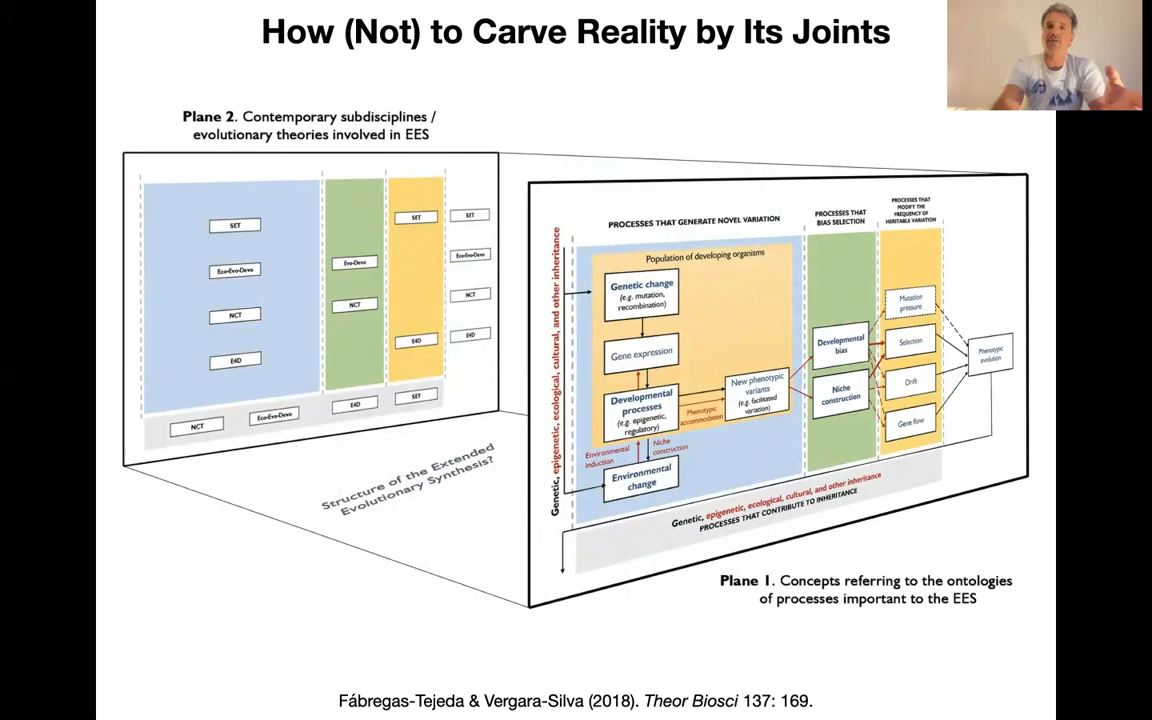 How (Not) to Carve Reality by Its Joints
Plane 2. Contemporary subdisciplines /
evolutionary theories involved in EES
SET
Eco-Evo-Devo
NCT
E4D
Evo-Devo
NCT
SET
E4D
SET
Eco-Evo-Devo
NCT
E4D
NCT
Eco-Evo-Devo
E4D
SET
Structure of the Extended
Evolutionary Synthesis?
PROCESSES THAT GENERATE NOVEL VARIATION
PROCESSES THAT
BIAS SELECTION
PROCESSES THAT
MODIFY THE
FREQUENCY OF
HERITABLE VARIATION
Genetic, epigenetic, ecological, cultural, and other inheritance
Population of developing organisms
Genetic change
(e.g. mutation,
recombination)
Gene expression
Developmental
processes
(e.g. epigenetic,
regulatory)
Phenotypic
accommodation
New phenotypic
variants
(e.g. facilitated
variation)
Environmental
induction
Niche
construction
Environmental
change
Developmental
bias
Niche
construction
Mutation
pressure
Selection
Drift
Gene flow
Phenotypic
evolution
Genetic, epigenetic, ecological, cultural, and other inheritance
PROCESSES THAT CONTRIBUTE TO INHERITANCE
Plane 1. Concepts referring to the ontologies
of processes important to the EES
Fábregas-Tejeda & Vergara-Silva (2018). Theor Biosci 137: 169.